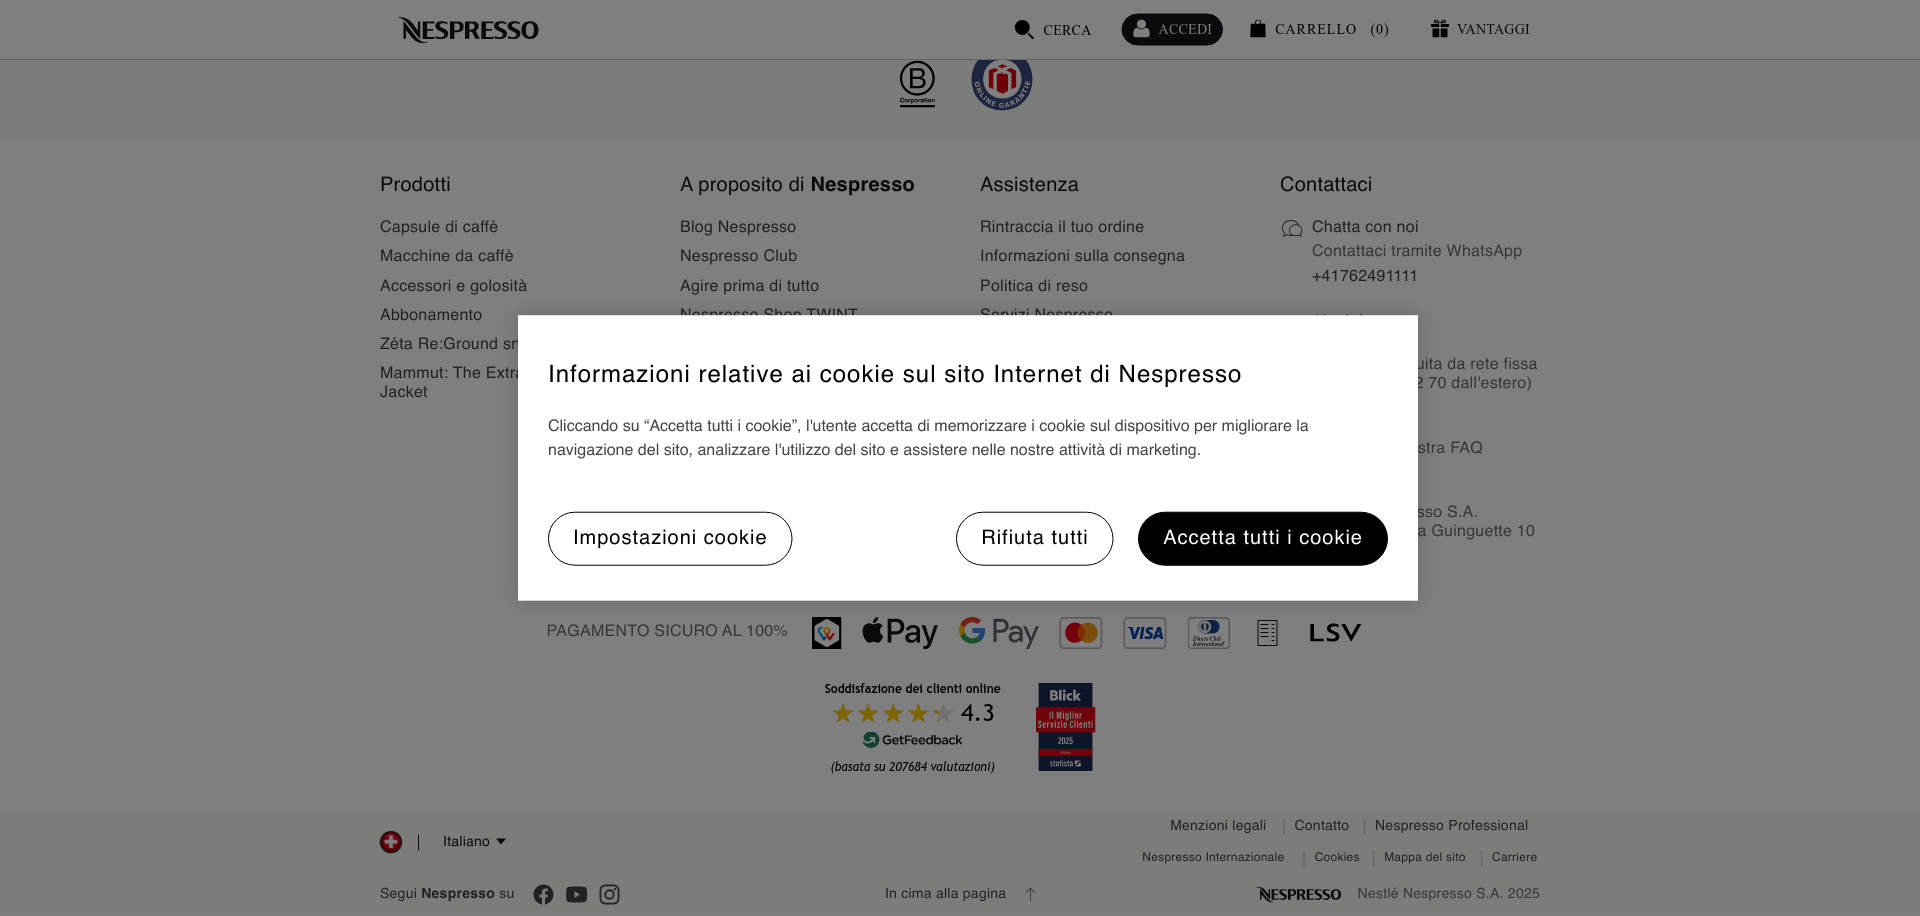 NESPRESSO
CERCA
ACCEDI
CARRELLO (0)
VANTAGGI
B
Corporation
ONLINE GARANTIE
Prodotti
Capsule di caffè
Macchine da caffè
Accessori e golosità
Abbonamento
Zéta Re:Ground
Mammut: The
Jacket
A proposito di Nespresso
Blog Nespresso
Nespresso Club
Agire prima di tutto
Nespresso Shop TWINT
Assistenza
Rintraccia il tuo ordine
Informazioni sulla consegna
Politica di reso
Servizi Nespresso
Contattaci
Chatta con noi
Contattaci tramite WhatsApp
+41762491111
da rete fissa
70 dall'estero)
FAQ
S.A.
Guinguette 10
Informazioni relative ai cookie sul sito Internet di Nespresso
Cliccando su “Accetta tutti i cookie”, l'utente accetta di memorizzare i cookie sul dispositivo per migliorare la
navigazione del sito, analizzare l'utilizzo del sito e assistere nelle nostre attività di marketing.
Impostazioni cookie
Rifiuta tutti
Accetta tutti i cookie
PAGAMENTO SICURO AL 100%
Pay
G Pay
VISA
Diners Club
International
LSV
Soddisfazione dei clienti online
4.3
GetFeedback
(basata su 207684 valutazioni)
Blick
Il Miglior
Servizio Clienti
2025
statista
Italiano
Menzioni legali
Contatto
Nespresso Professional
Nespresso Internazionale
Cookies
Mappa del sito
Carriere
Segui Nespresso su
In cima alla pagina
NESPRESSO
Nestlé Nespresso S.A. 2025